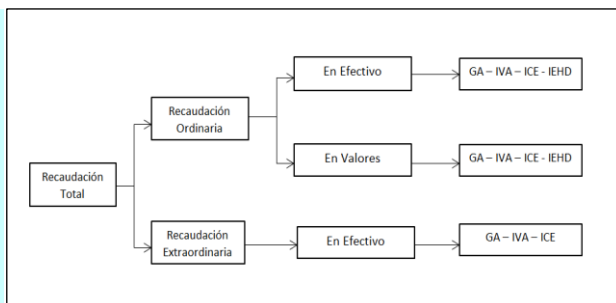 En Efectivo
GA – IVA – ICE - IEHD
Recaudación
Ordinaria
En Valores
GA – IVA – ICE - IEHD
Recaudación
Total
Recaudación
Extraordinaria
En Efectivo
GA – IVA – ICE